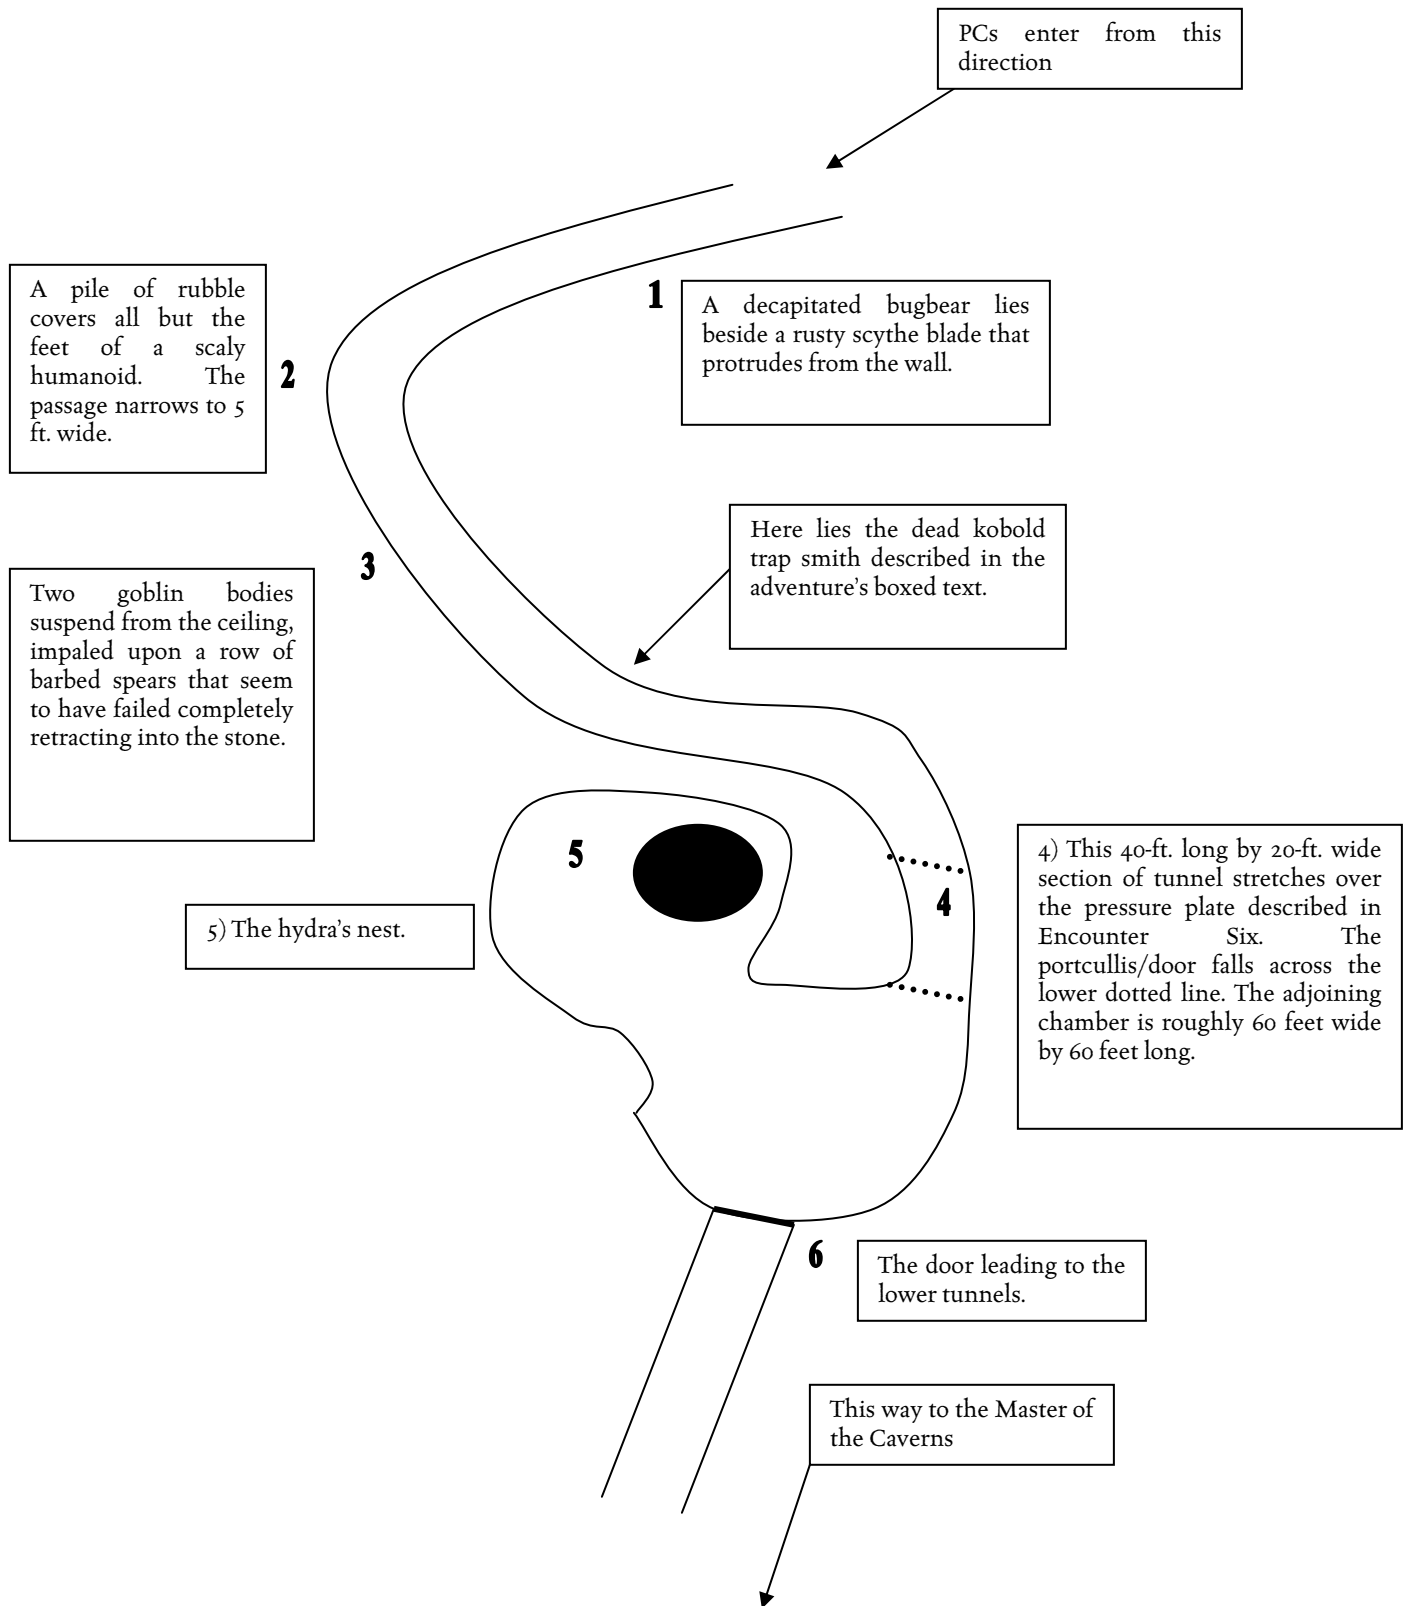 PCs enter from this
direction
1
A decapitated bugbear lies
beside a rusty scythe blade that
protrudes from the wall.
A pile of rubble
covers all but the
feet of a scaly
humanoid. The
passage narrows to 5
ft. wide.
2
3
Here lies the dead kobold
trap smith described in the
adventure's boxed text.
Two goblin bodies
suspend from the ceiling,
impaled upon a row of
barbed spears that seem
to have failed completely
retracting into the stone.
4
4) This 40-ft. long by 20-ft. wide
section of tunnel stretches over
the pressure plate described in
Encounter Six. The
portcullis/door falls across the
lower dotted line. The adjoining
chamber is roughly 60 feet wide
by 60 feet long.
5
5) The hydra's nest.
6
The door leading to the
lower tunnels.
This way to the Master of
the Caverns